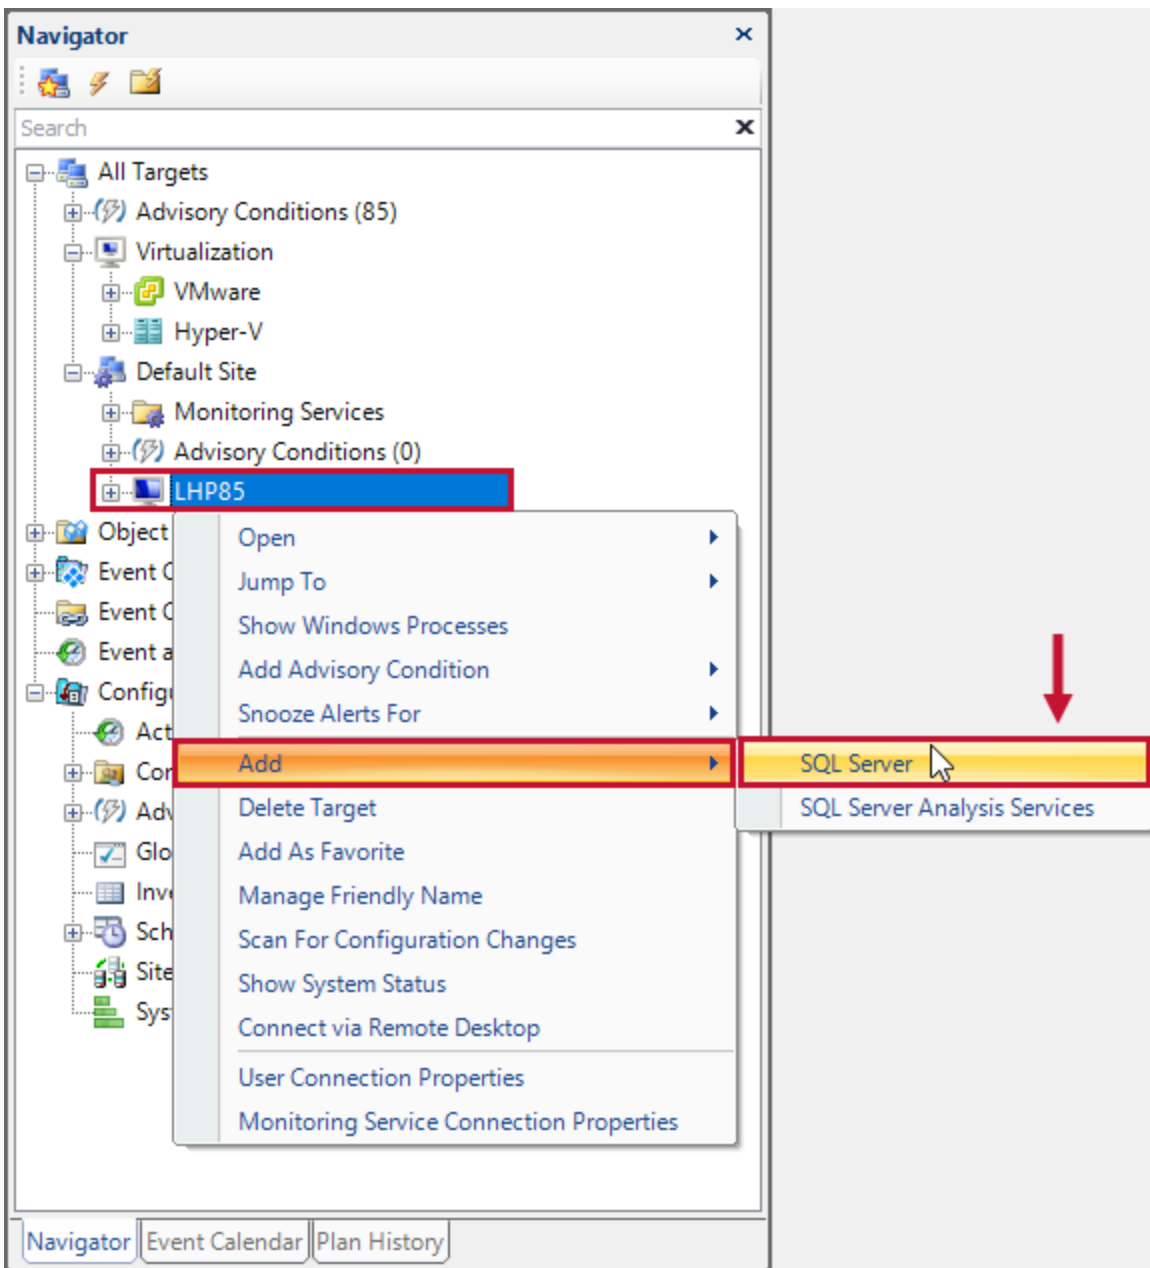 Navigator
Search
All Targets
Advisory Conditions (85)
Virtualization
VMware
Hyper-V
Default Site
Monitoring Services
Advisory Conditions (0)
LHP85
Object
Event
Event
Event a
Config
Act
Con
Adv
Glo
Inve
Sch
Site
Sys
Open
Jump To
Show Windows Processes
Add Advisory Condition
Snooze Alerts For
Add
Delete Target
Add As Favorite
Manage Friendly Name
Scan For Configuration Changes
Show System Status
Connect via Remote Desktop
User Connection Properties
Monitoring Service Connection Properties
SQL Server
SQL Server Analysis Services
Navigator Event Calendar Plan History